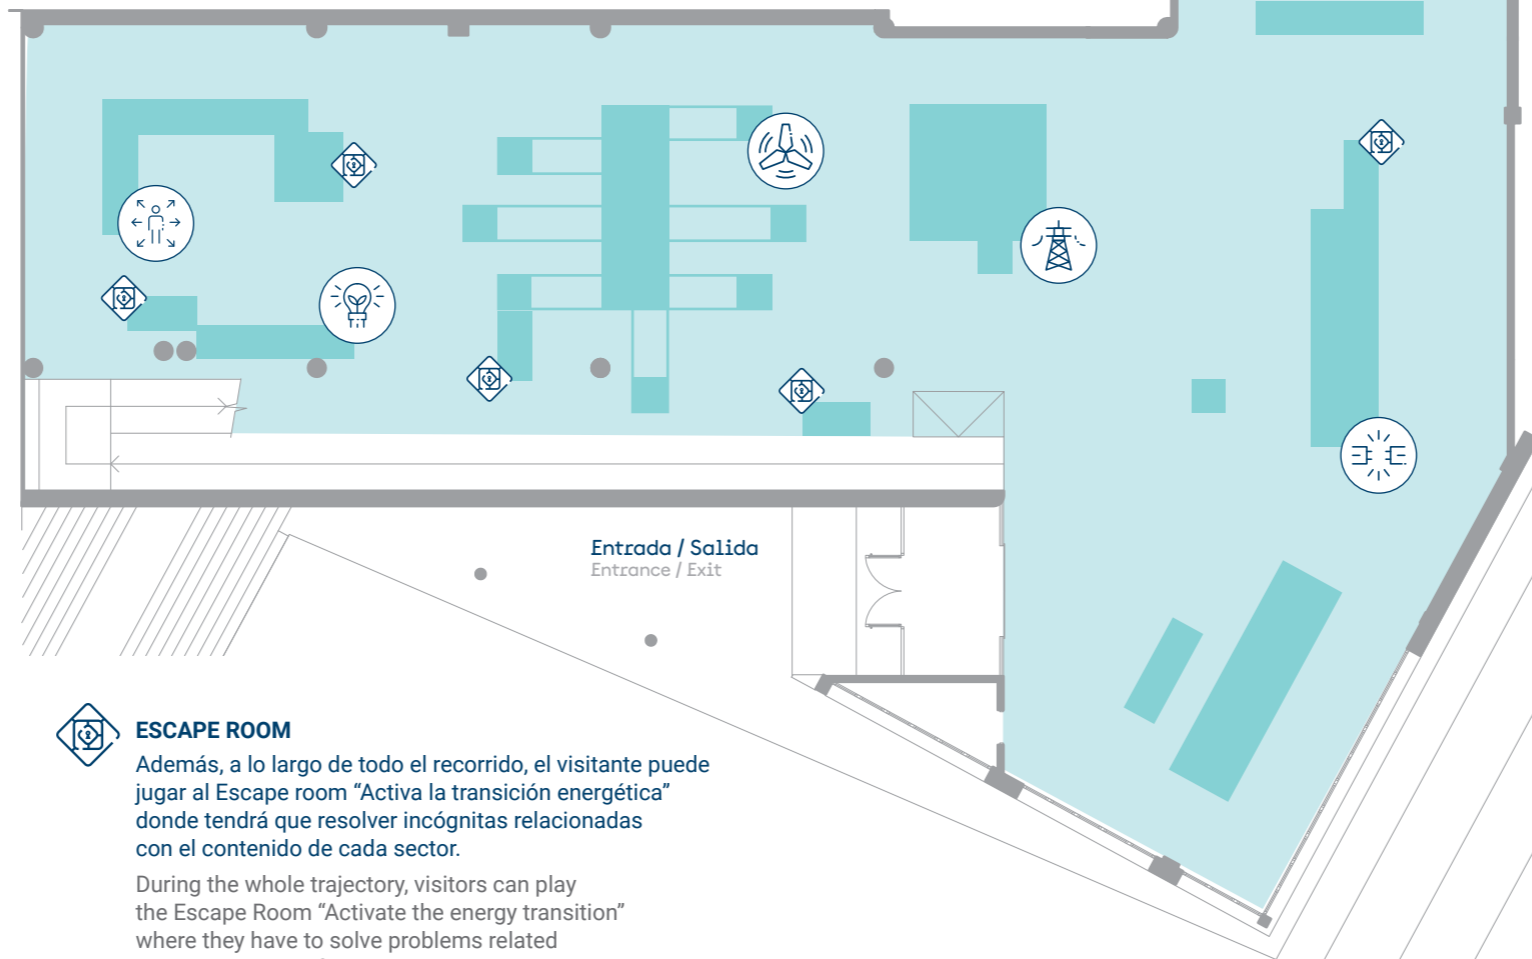 Entrada / Salida
Entrance / Exit
ESCAPE ROOM
Además, a lo largo de todo el recorrido, el visitante puede
jugar al Escape room “Activa la transición energética”
donde tendrá que resolver incógnitas relacionadas
con el contenido de cada sector.
During the whole trajectory, visitors can play
the Escape Room “Activate the energy transition”
where they have to solve problems related